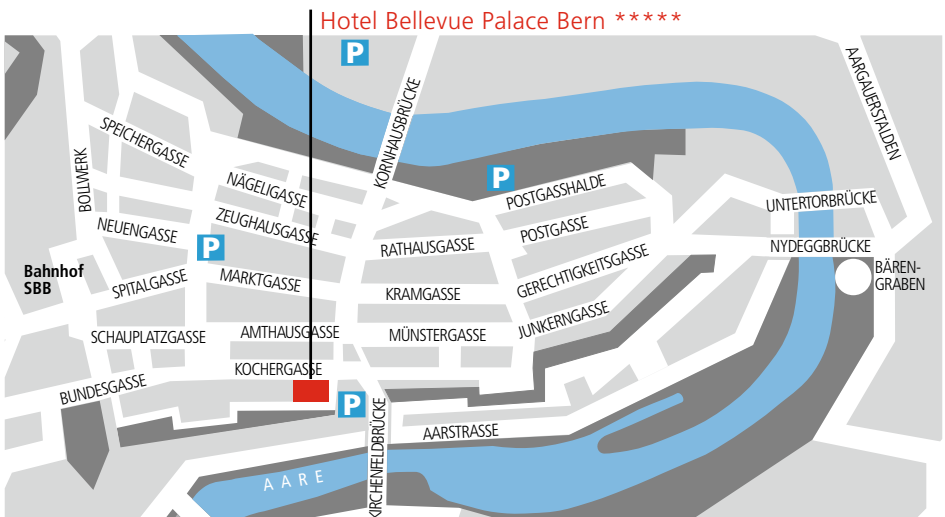 Hotel Bellevue Palace Bern *****
P
AARGAUERSTALDEN
KORNHAUSBRÜCKE
SPEICHERGASSE
BOLLWERK
NÄGELIGASSE
P
POSTGASSHALDE
UNTERTORBRÜCKE
ZEUGHAUSGASSE
NEUENGASSE
POSTGASSE
RATHAUSGASSE
NYDEGGBRÜCKE
P
GERECHTIGKEITSGASSE
Bahnhof
SBB
BÄREN-
GRABEN
SPITALGASSE
MARKTGASSE
KRAMGASSE
JUNKERNGASSE
SCHAUPLATZGASSE
AMTHAUSGASSE
MÜNSTERGASSE
KOCHERGASSE
BUNDESGASSE
P
AARSTRASSE
KIRCHENFELDBRÜCKE
AARE